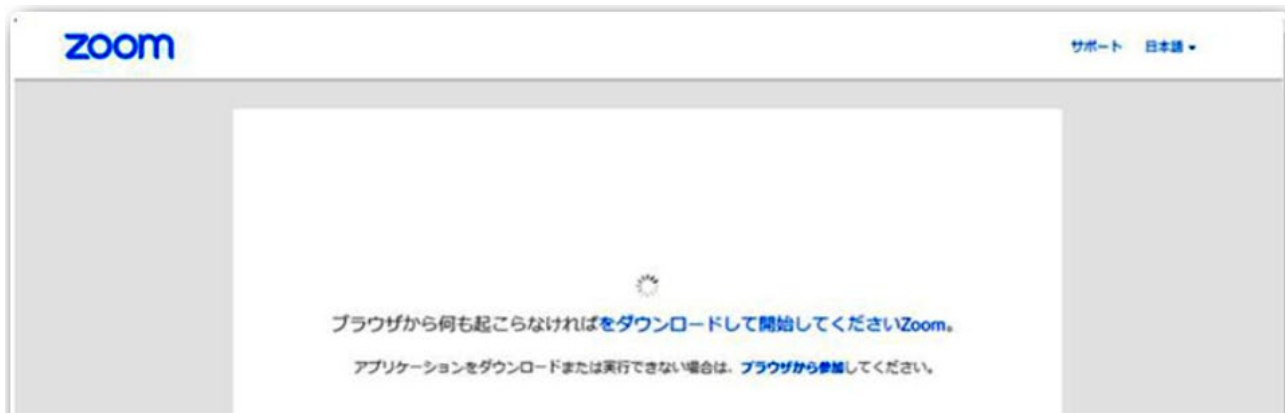 zoom
サポート 日本語
ブラウザから何も起こらなければをダウンロードして開始してくださいZoom。
アプリケーションをダウンロードまたは実行できない場合は、ブラウザから参加してください。